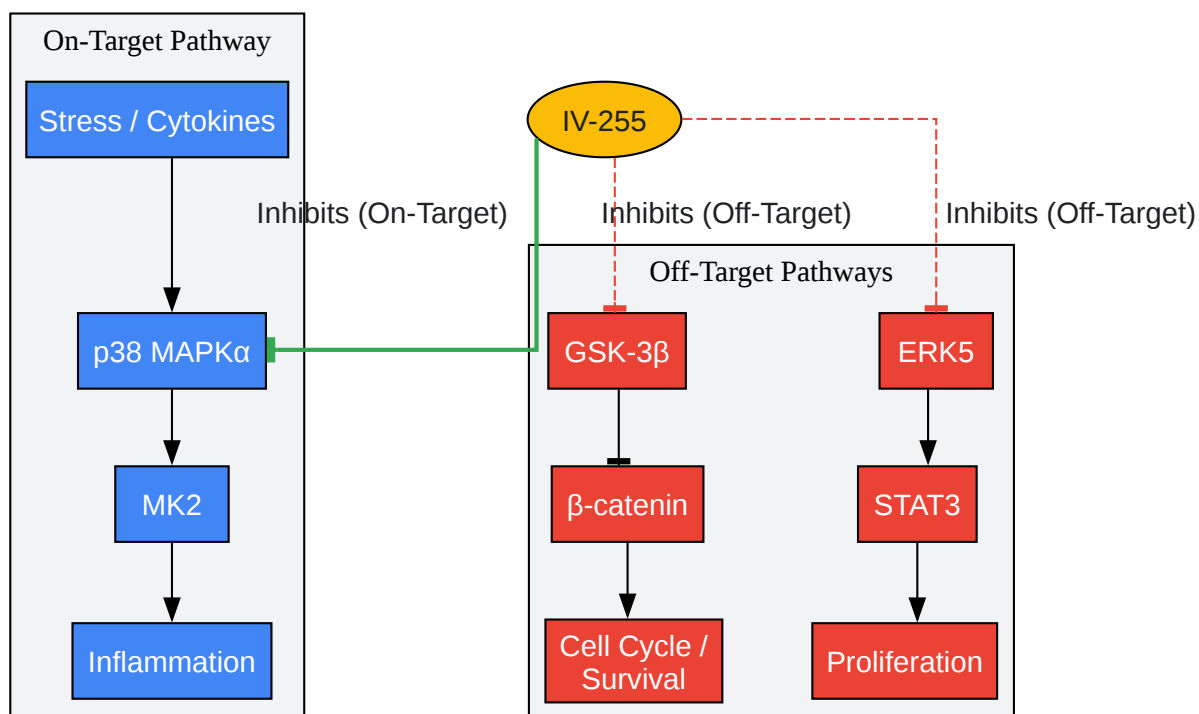 On-Target Pathway
Stress / Cytokines
IV-255
Inhibits (On-Target)
Inhibits (Off-Target)
Inhibits (Off-Target)
Off-Target Pathways
p38 MAPKα
GSK-3β
ERK5
MK2
β-catenin
STAT3
Inflammation
Cell Cycle /
Survival
Proliferation